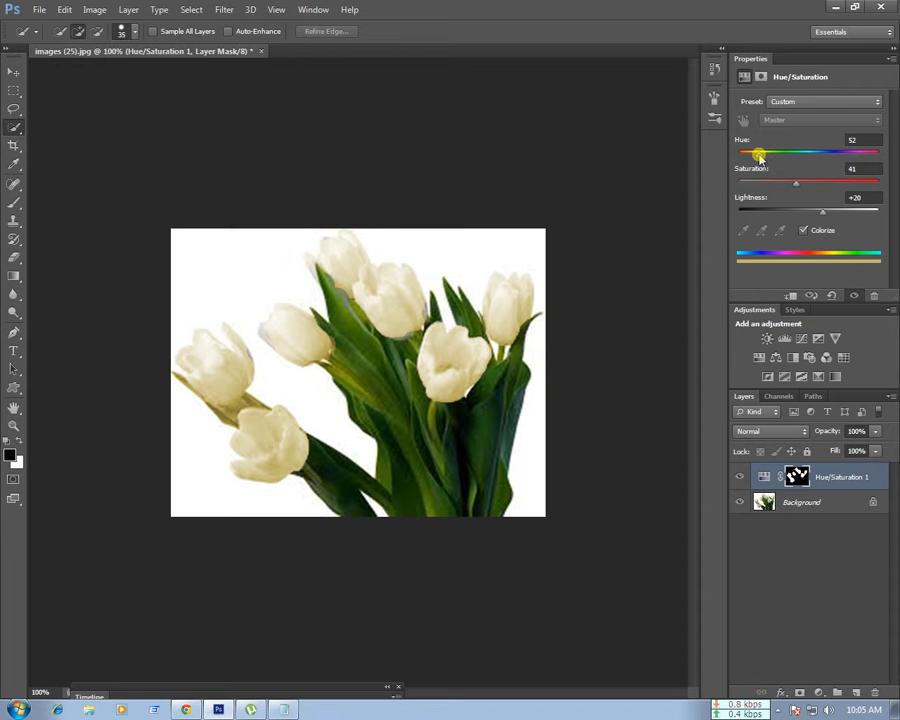 Ps File Edit Image Layer Type Select Filter 3D View Window Help
35 Sample All Layers Auto-Enhance Refine Edge... Essentials
images (25).jpg @ 100% (Hue/Saturation 1, Layer Mask/8) * ×
Properties
Hue/Saturation
Preset: Custom
Master
Hue: 52
Saturation: 41
Lightness: +20
Colorize
Adjustments Styles
Add an adjustment
Layers Channels Paths
Kind
Normal Opacity: 100%
Lock: Fill: 100%
Hue/Saturation 1
Background
100%
Timeline
0.8 kbps
0.4 kbps
10:05 AM